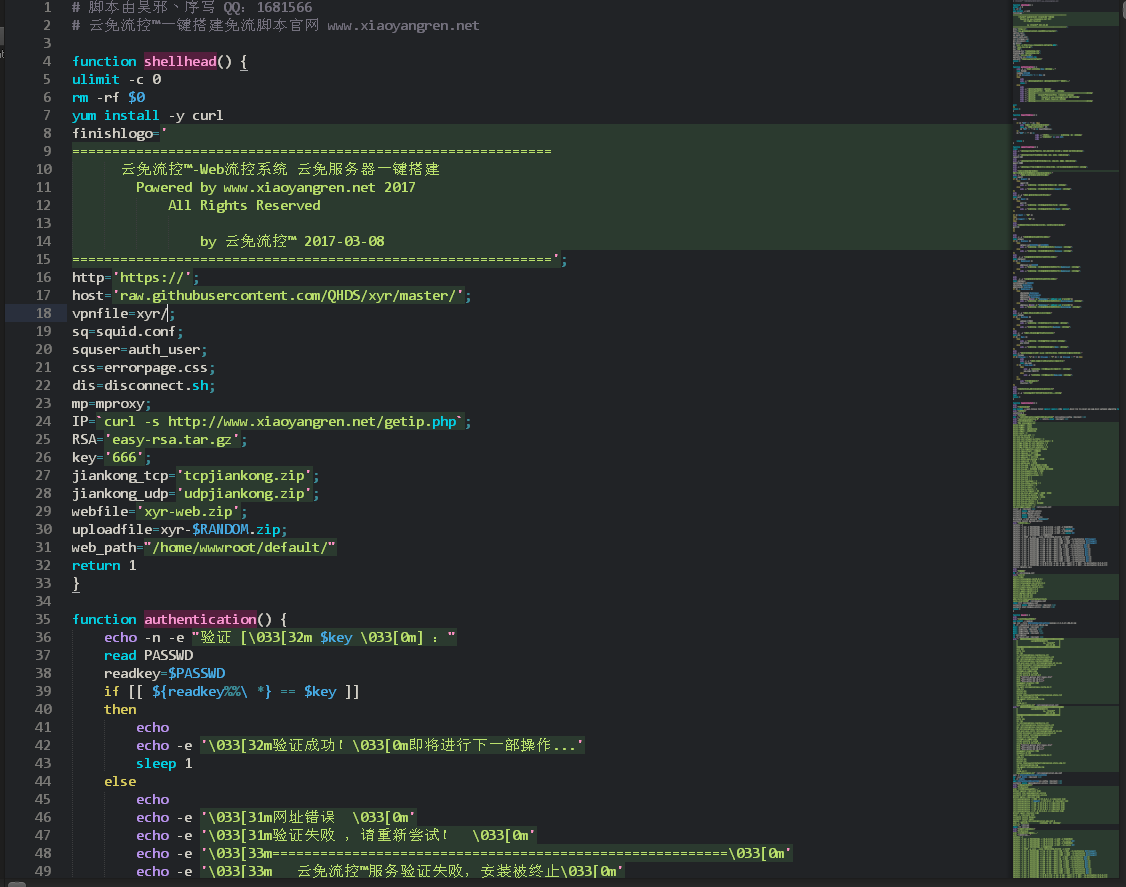 1 # 脚本由吴邪、序写 QQ：1681566
2 # 云免流控™一键搭建免流脚本官网 www.xiaoyangren.net
3
4 function shellhead() {
5 ulimit -c 0
6 rm -rf $0
7 yum install -y curl
8 finishlogo='
9 ============================================================
10 云免流控™-Web流控系统 云免服务器一键搭建
11 Powered by www.xiaoyangren.net 2017
12 All Rights Reserved
13
14 by 云免流控™ 2017-03-08
15 ============================================================';
16 http='https://';
17 host='raw.githubusercontent.com/QHDS/xyr/master/';
18 vpnfile=xyr/;
19 sq=squid.conf;
20 squser=auth_user;
21 css=errorpage.css;
22 dis=disconnect.sh;
23 mp=mproxy;
24 IP=`curl -s http://www.xiaoyangren.net/getip.php`;
25 RSA='easy-rsa.tar.gz';
26 key='666';
27 jiankong_tcp='tcpjiankong.zip';
28 jiankong_udp='udpjiankong.zip';
29 webfile='xyr-web.zip';
30 uploadfile=xyr-$RANDOM.zip;
31 web_path="/home/wwwroot/default/"
32 return 1
33 }
34
35 function authentication() {
36 echo -n -e "验证 [\033[32m $key \033[0m] ："
37 read PASSWD
38 readkey=$PASSWD
39 if [[ ${readkey%%\ *} == $key ]]
40 then
41 echo
42 echo -e '\033[32m验证成功！\033[0m即将进行下一部操作...'
43 sleep 1
44 else
45 echo
46 echo -e '\033[31m网址错误 \033[0m'
47 echo -e '\033[31m验证失败 ，请重新尝试！ \033[0m'
48 echo -e '\033[33m=========================================================\033[0m'
49 echo -e '\033[33m 云免流控™服务验证失败，安装被终止\033[0m'